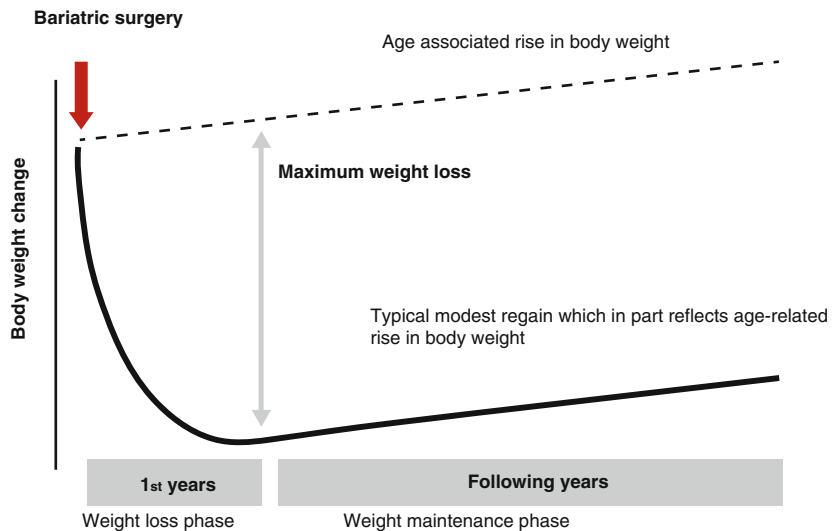 Bariatric surgery
Age associated rise in body weight
Maximum weight loss
Body weight change
Typical modest regain which in part reflects age-related
rise in body weight
1st years
Following years
Weight loss phase
Weight maintenance phase